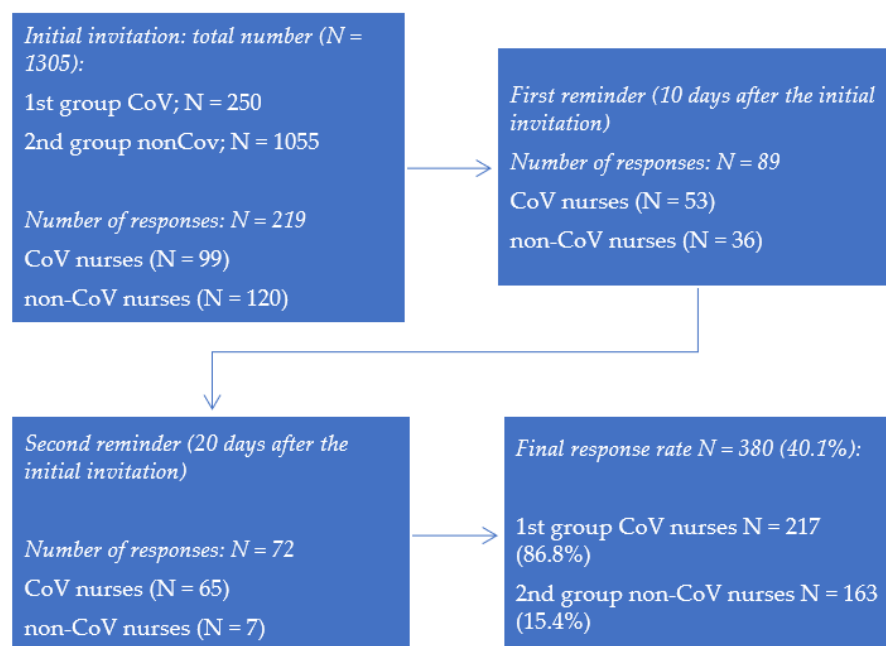 Initial invitation: total number (N =
1305):
1st group CoV; N = 250
2nd group nonCov; N = 1055
Number of responses: N = 219
CoV nurses (N = 99)
non-CoV nurses (N = 120)
First reminder (10 days after the initial
invitation)
Number of responses: N = 89
CoV nurses (N = 53)
non-CoV nurses (N = 36)
Second reminder (20 days after the
initial invitation)
Number of responses: N = 72
CoV nurses (N = 65)
non-CoV nurses (N = 7)
Final response rate N = 380 (40.1%):
1st group CoV nurses N = 217
(86.8%)
2nd group non-CoV nurses N = 163
(15.4%)